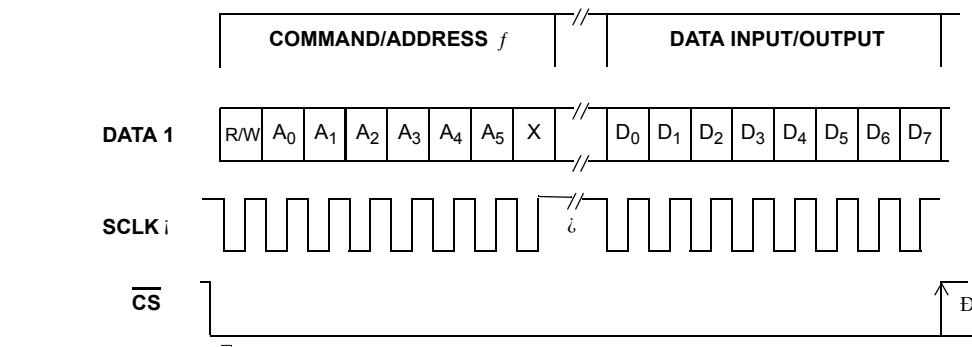 COMMAND/ADDRESS ƒ DATA INPUT/OUTPUT
DATA 1 R/W A₀ A₁ A₂ A₃ A₄ A₅ X D₀ D₁ D₂ D₃ D₄ D₅ D₆ D₇
SCLK ¡ ¿
CS Đ